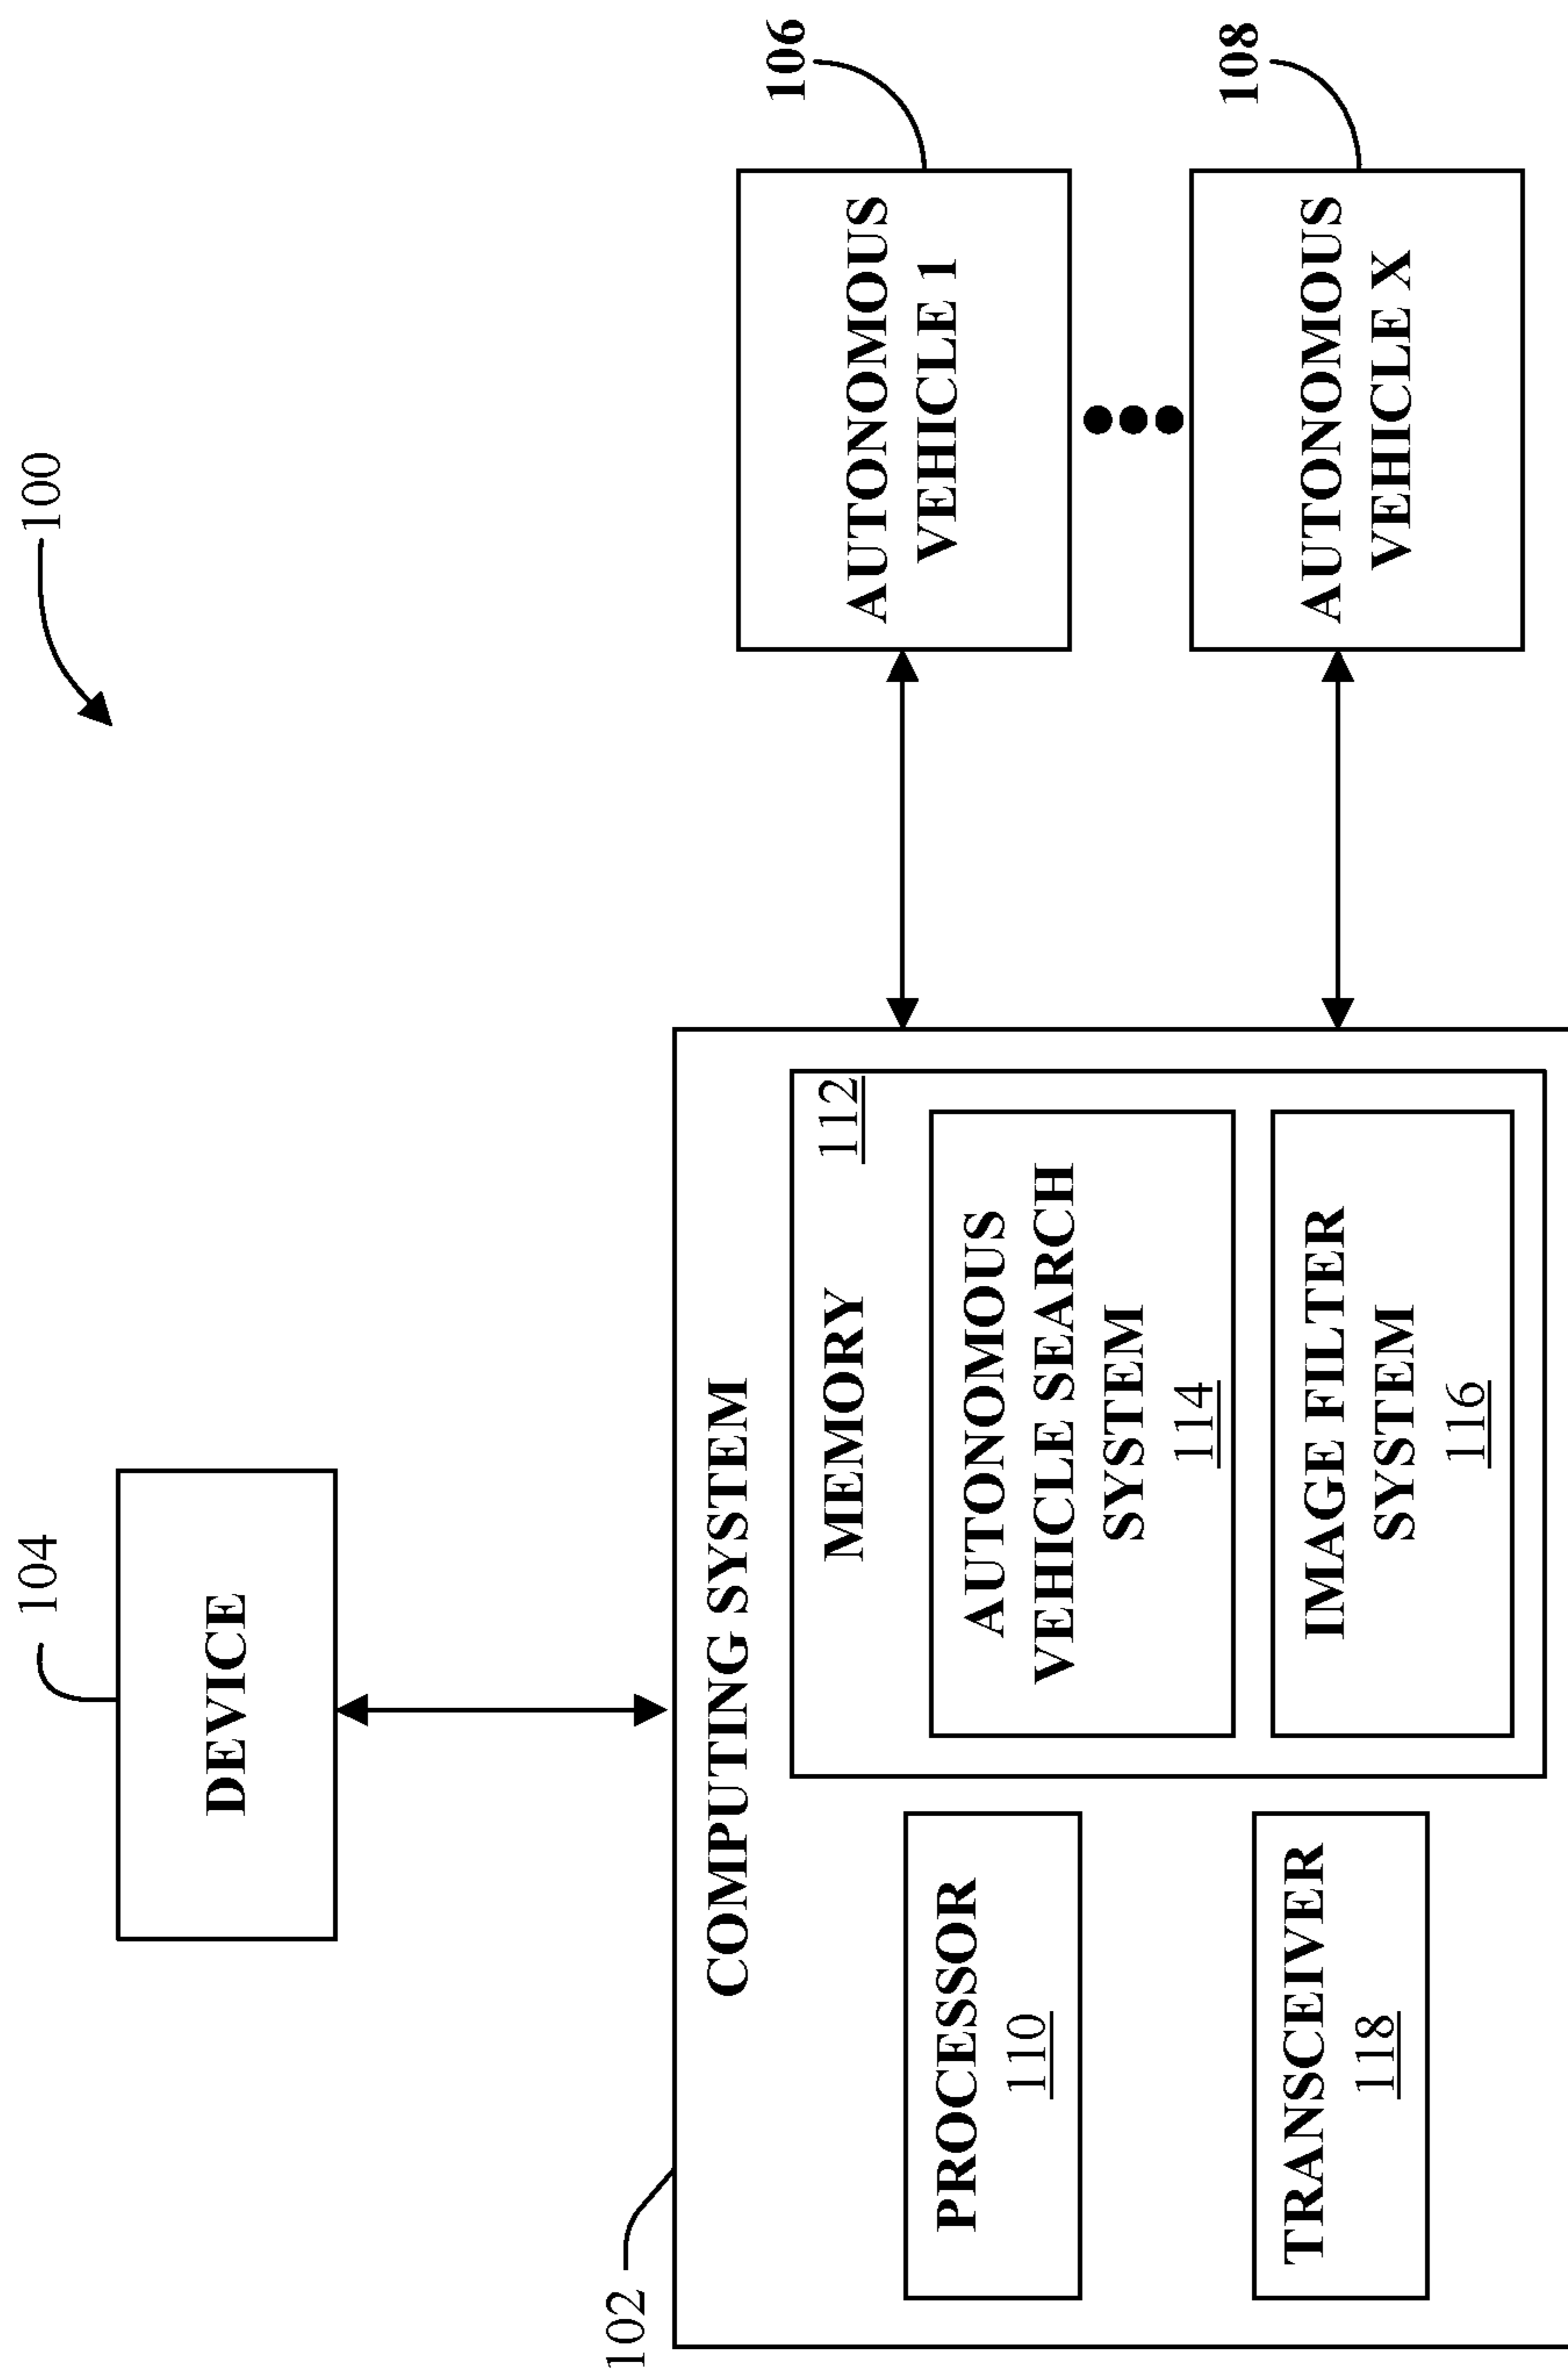 100
104
DEVICE
102
COMPUTING SYSTEM
PROCESSOR
110
TRANSCEIVER
118
MEMORY
112
AUTONOMOUS
VEHICLE SEARCH
SYSTEM
114
IMAGE FILTER
SYSTEM
116
106
AUTONOMOUS
VEHICLE 1
108
AUTONOMOUS
VEHICLE X